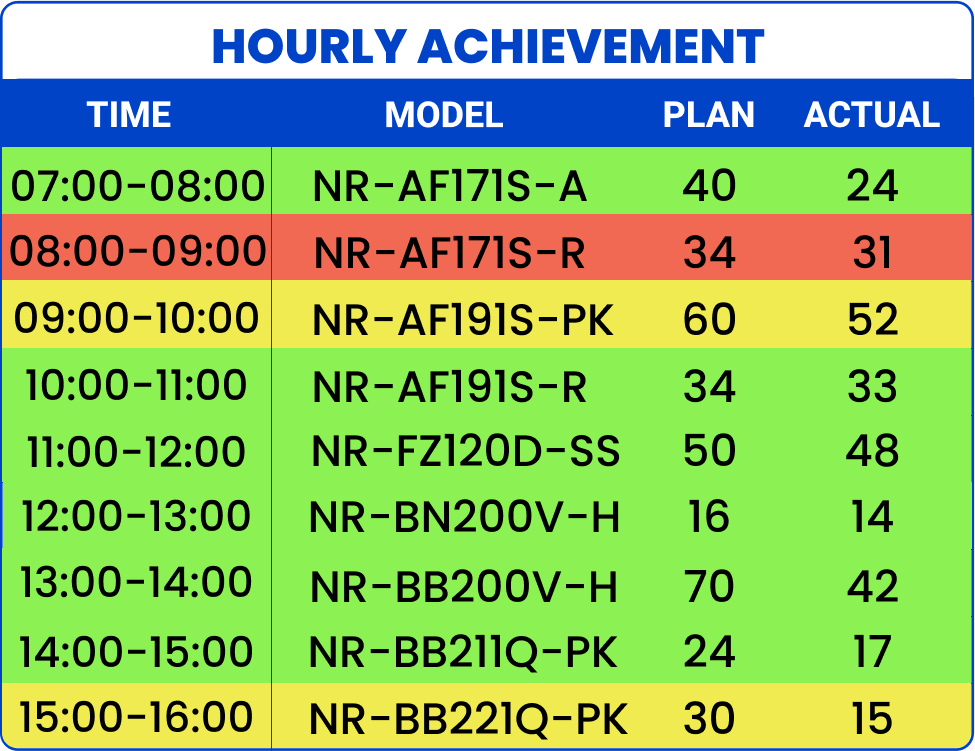 HOURLY ACHIEVEMENT
TIME MODEL PLAN ACTUAL
07:00-08:00 NR-AF171S-A 40 24
08:00-09:00 NR-AF171S-R 34 31
09:00-10:00 NR-AF191S-PK 60 52
10:00-11:00 NR-AF191S-R 34 33
11:00-12:00 NR-FZ120D-SS 50 48
12:00-13:00 NR-BN200V-H 16 14
13:00-14:00 NR-BB200V-H 70 42
14:00-15:00 NR-BB211Q-PK 24 17
15:00-16:00 NR-BB221Q-PK 30 15